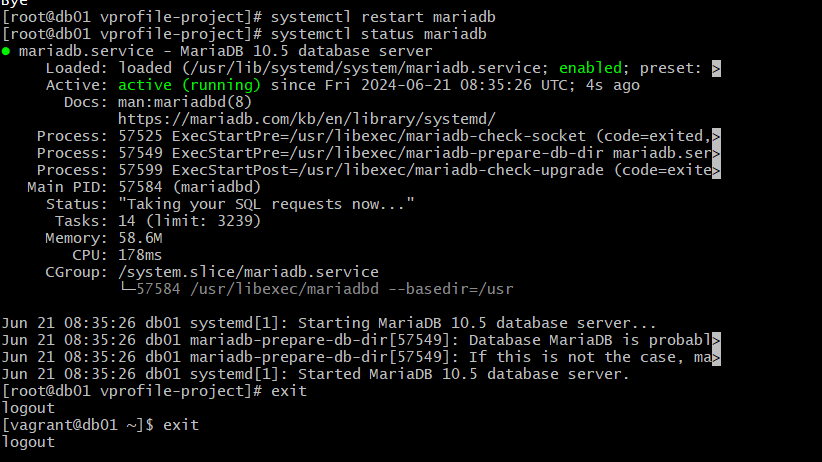 Bye
[root@db01 vprofile-project]# systemctl restart mariadb
[root@db01 vprofile-project]# systemctl status mariadb
● mariadb.service - MariaDB 10.5 database server
     Loaded: loaded (/usr/lib/systemd/system/mariadb.service; enabled; preset: >
     Active: active (running) since Fri 2024-06-21 08:35:26 UTC; 4s ago
       Docs: man:mariadbd(8)
             https://mariadb.com/kb/en/library/systemd/
    Process: 57525 ExecStartPre=/usr/libexec/mariadb-check-socket (code=exited,>
    Process: 57549 ExecStartPre=/usr/libexec/mariadb-prepare-db-dir mariadb.ser>
    Process: 57599 ExecStartPost=/usr/libexec/mariadb-check-upgrade (code=exite>
   Main PID: 57584 (mariadbd)
     Status: "Taking your SQL requests now..."
      Tasks: 14 (limit: 3239)
     Memory: 58.6M
        CPU: 178ms
     CGroup: /system.slice/mariadb.service
             └─57584 /usr/libexec/mariadbd --basedir=/usr
Jun 21 08:35:26 db01 systemd[1]: Starting MariaDB 10.5 database server...
Jun 21 08:35:26 db01 mariadb-prepare-db-dir[57549]: Database MariaDB is probabl>
Jun 21 08:35:26 db01 mariadb-prepare-db-dir[57549]: If this is not the case, ma>
Jun 21 08:35:26 db01 systemd[1]: Started MariaDB 10.5 database server.
[root@db01 vprofile-project]# exit
logout
[vagrant@db01 ~]$ exit
logout